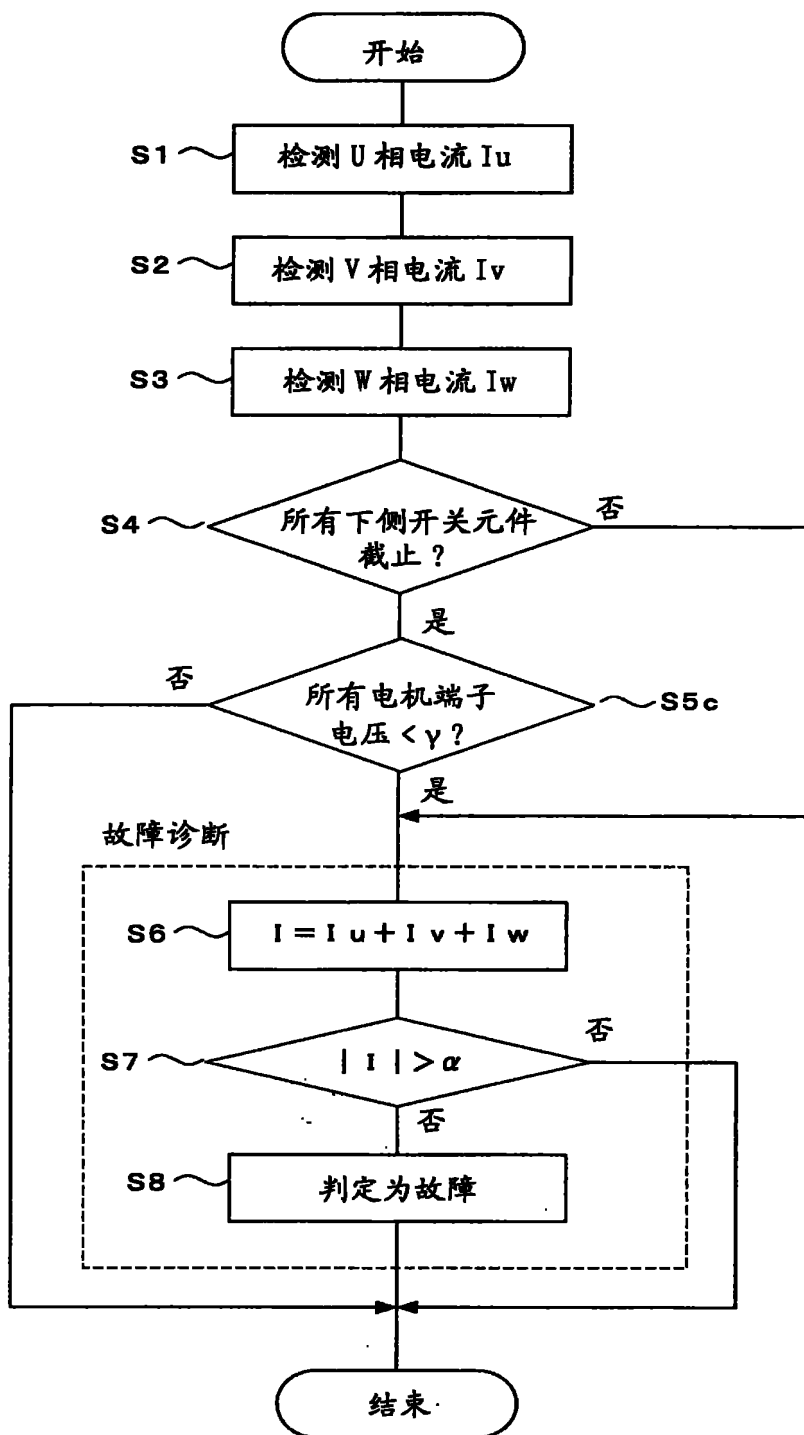 开始
S1
检测 U 相电流 Iu
S2
检测 V 相电流 Iv
S3
检测 W 相电流 Iw
S4
所有下侧开关元件
截止？
否
是
否
所有电机端子
电压＜γ？
S5c
是
故障诊断
S6
I＝Iu＋Iv＋Iw
S7
｜I｜＞α
否
否
S8
判定为故障
结束